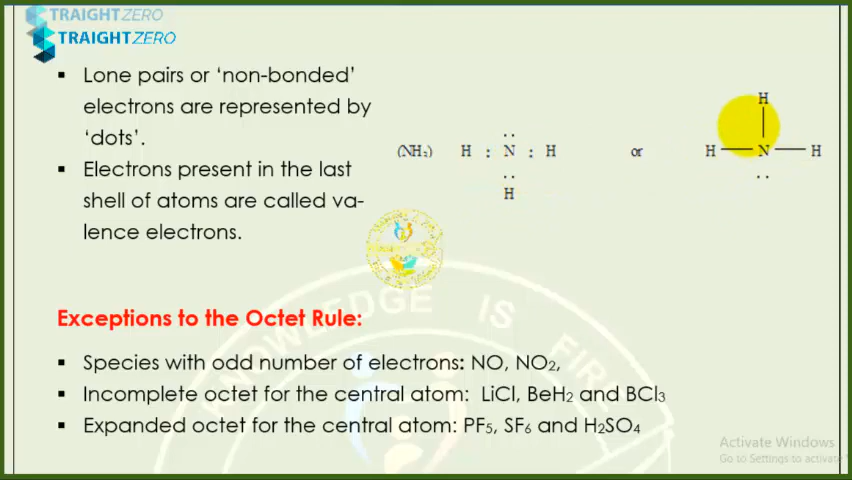 TRAIGHTZERO
TRAIGHTZERO
▪ Lone pairs or ‘non-bonded’
electrons are represented by
‘dots’.
▪ Electrons present in the last
shell of atoms are called va-
lence electrons.
H
(NH₃) H : N : H or H — N — H
H
KNOWLEDGE IS FIRE
Exceptions to the Octet Rule:
▪ Species with odd number of electrons: NO, NO₂,
▪ Incomplete octet for the central atom: LiCl, BeH₂ and BCl₃
▪ Expanded octet for the central atom: PF₅, SF₆ and H₂SO₄
Activate Windows
Go to Settings to activate